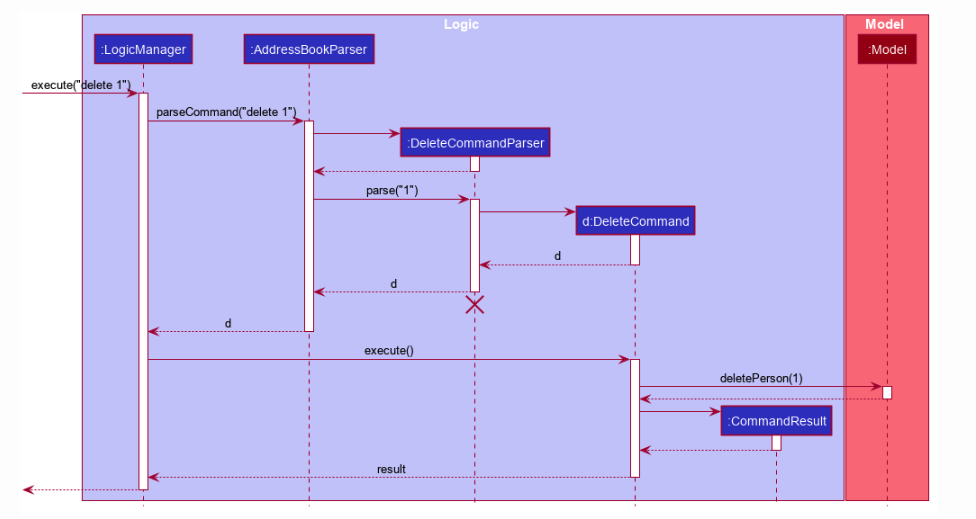 Logic
Model
:LogicManager
:AddressBookParser
:Model
execute("delete 1")
parseCommand("delete 1")
:DeleteCommandParser
parse("1")
d:DeleteCommand
d
d
d
execute()
deletePerson(1)
:CommandResult
result